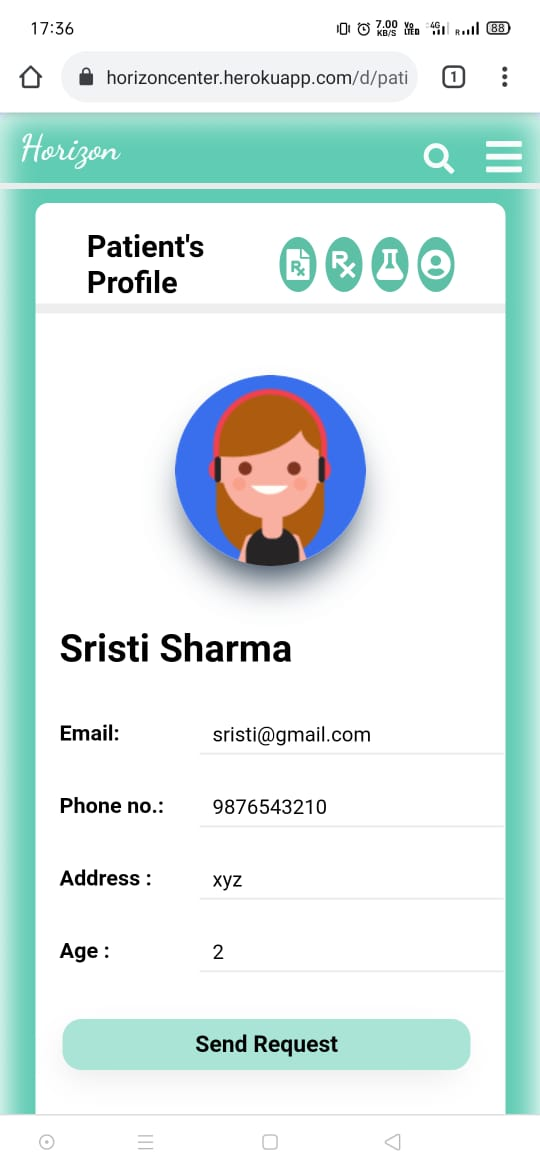 17:36 7.00 KB/S Vo LTED 4G R 88
horizoncenter.herokuapp.com/d/pati 1
Horizon
Patient's
Profile
Sristi Sharma
Email: sristi@gmail.com
Phone no.: 9876543210
Address : xyz
Age : 2
Send Request